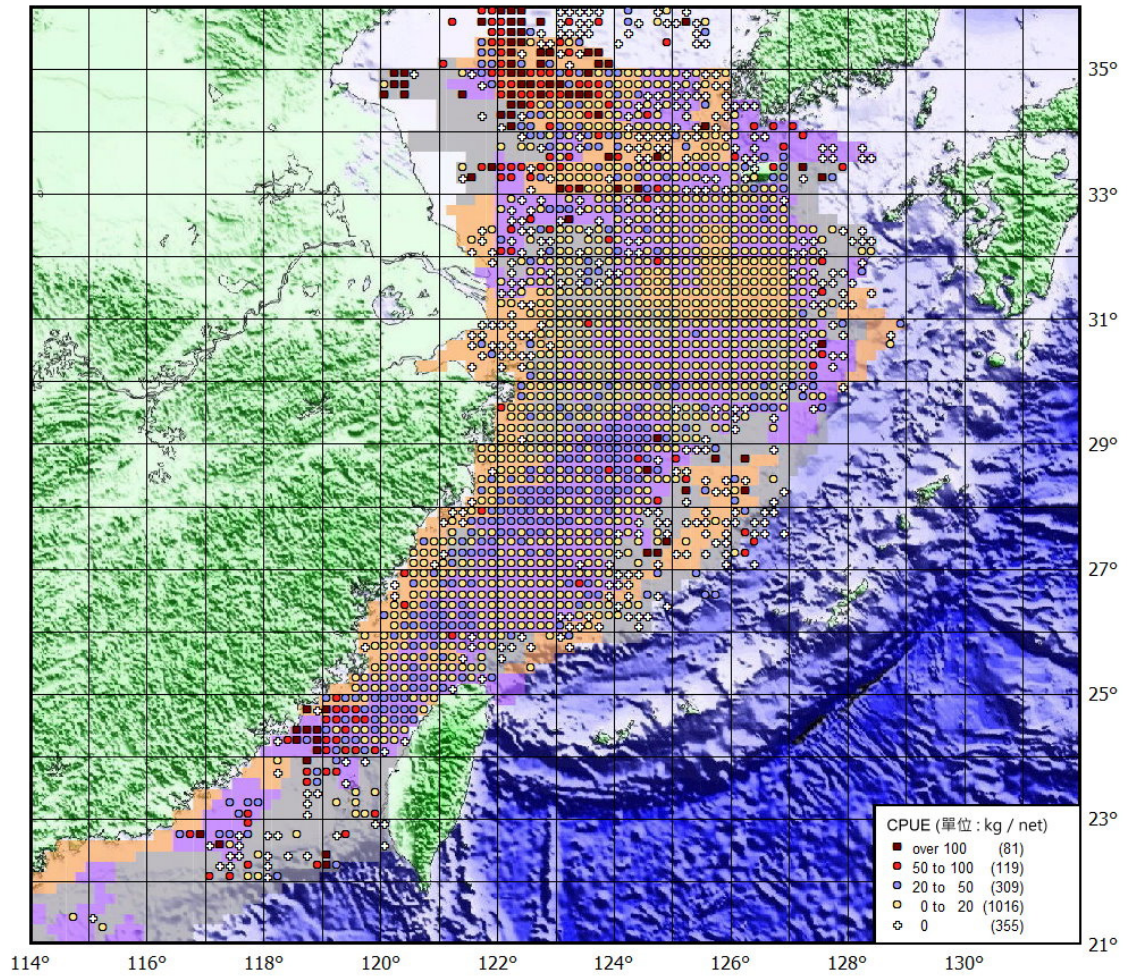 35°
33°
31°
29°
27°
25°
23°
21°
CPUE (單位 : kg / net)
over 100 (81)
50 to 100 (119)
20 to 50 (309)
0 to 20 (1016)
0 (355)
114° 116° 118° 120° 122° 124° 126° 128° 130°